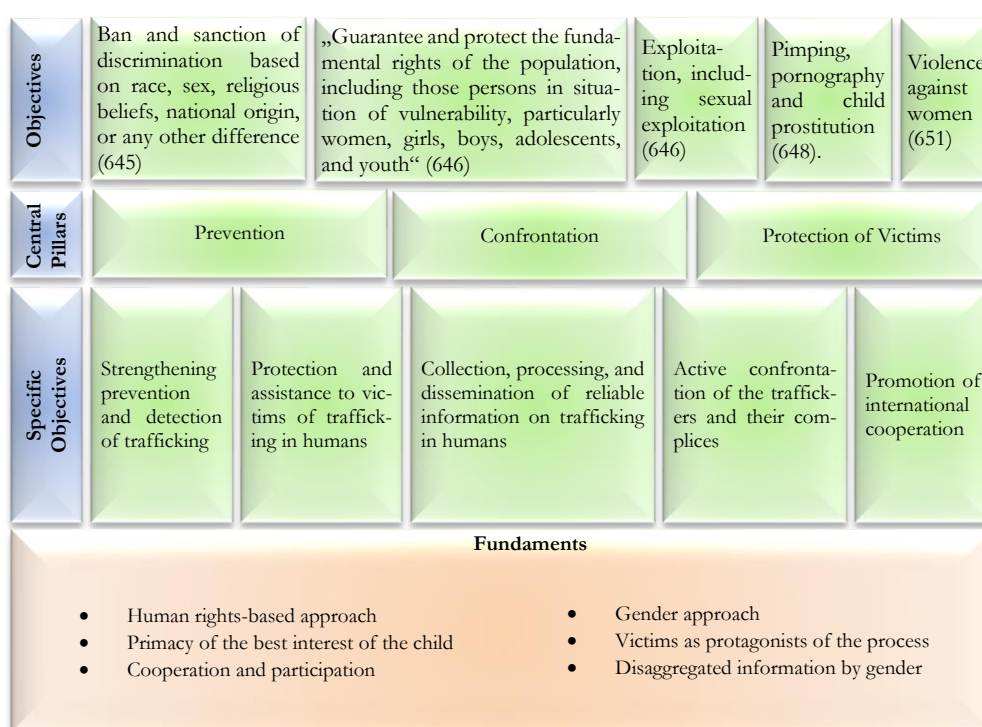 Objectives
Ban and sanction of
discrimination based
on race, sex, religious
beliefs, national origin,
or any other difference
(645)
„Guarantee and protect the funda-
mental rights of the population,
including those persons in situa-
tion of vulnerability, particularly
women, girls, boys, adolescents,
and youth“ (646)
Exploita-
tion, includ-
ing sexual
exploitation
(646)
Pimping,
pornography
and child
prostitution
(648).
Violence
against
women
(651)
Central
Pillars
Prevention
Confrontation
Protection of Victims
Specific
Objectives
Strengthening
prevention
and detection
of trafficking
Protection and
assistance to vic-
tims of traffick-
ing in humans
Collection, processing, and
dissemination of reliable
information on trafficking
in humans
Active confronta-
tion of the traffick-
ers and their com-
plices
Promotion of
international
cooperation
Fundaments
• Human rights-based approach
• Primacy of the best interest of the child
• Cooperation and participation
• Gender approach
• Victims as protagonists of the process
• Disaggregated information by gender